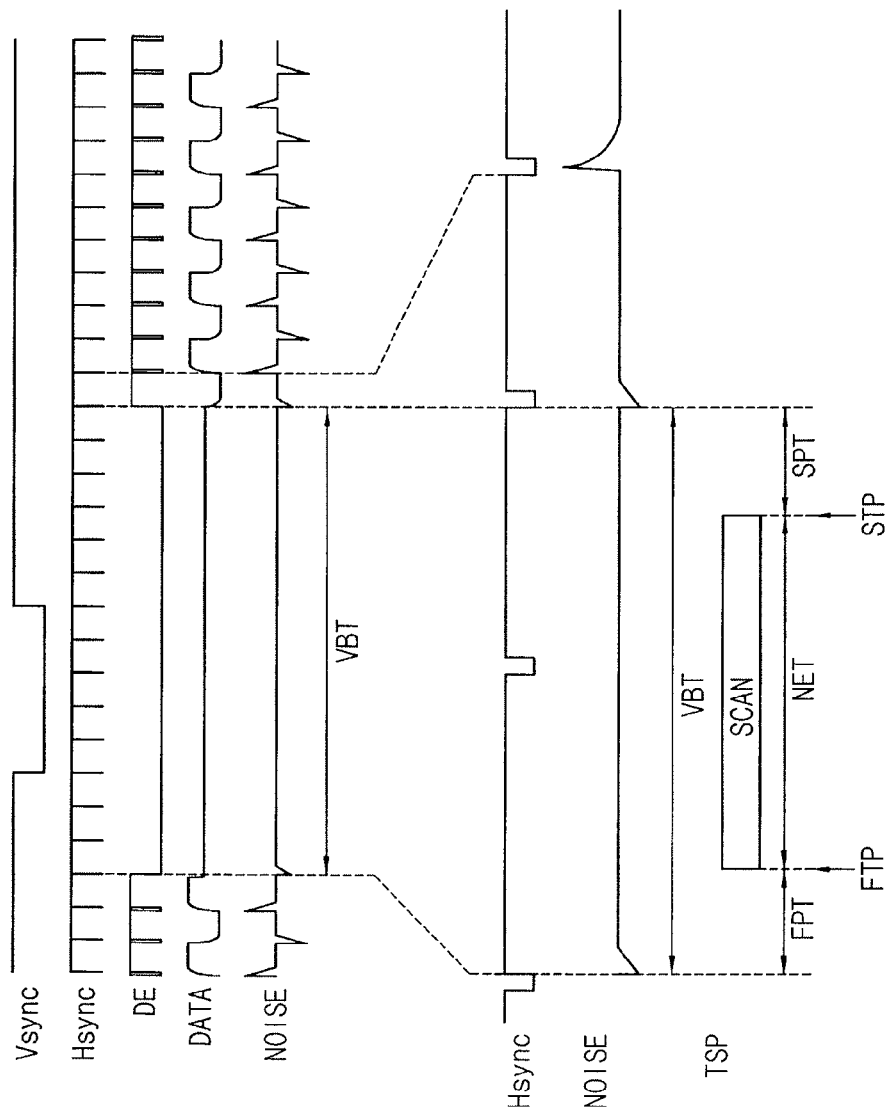 Vsync
Hsync
DE
DATA
NOISE
VBT
Hsync
NOISE
VBT
TSP
SCAN
FPT
NET
SPT
FTP
STP